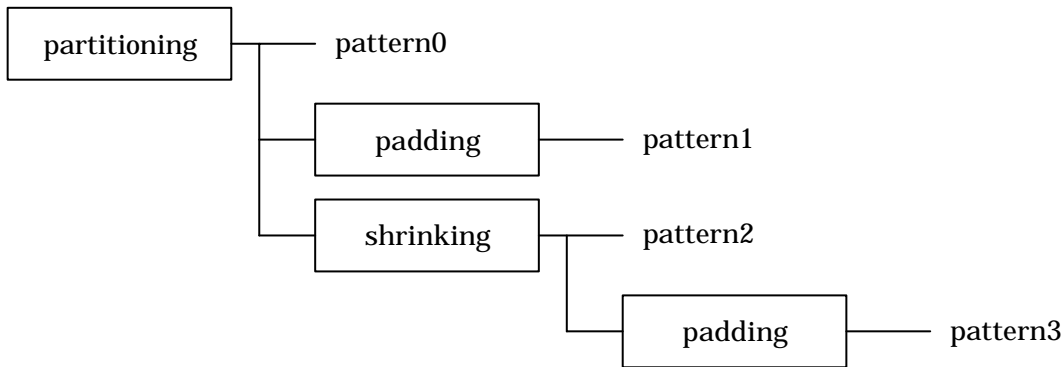 partitioning
pattern0
padding
pattern1
shrinking
pattern2
padding
pattern3